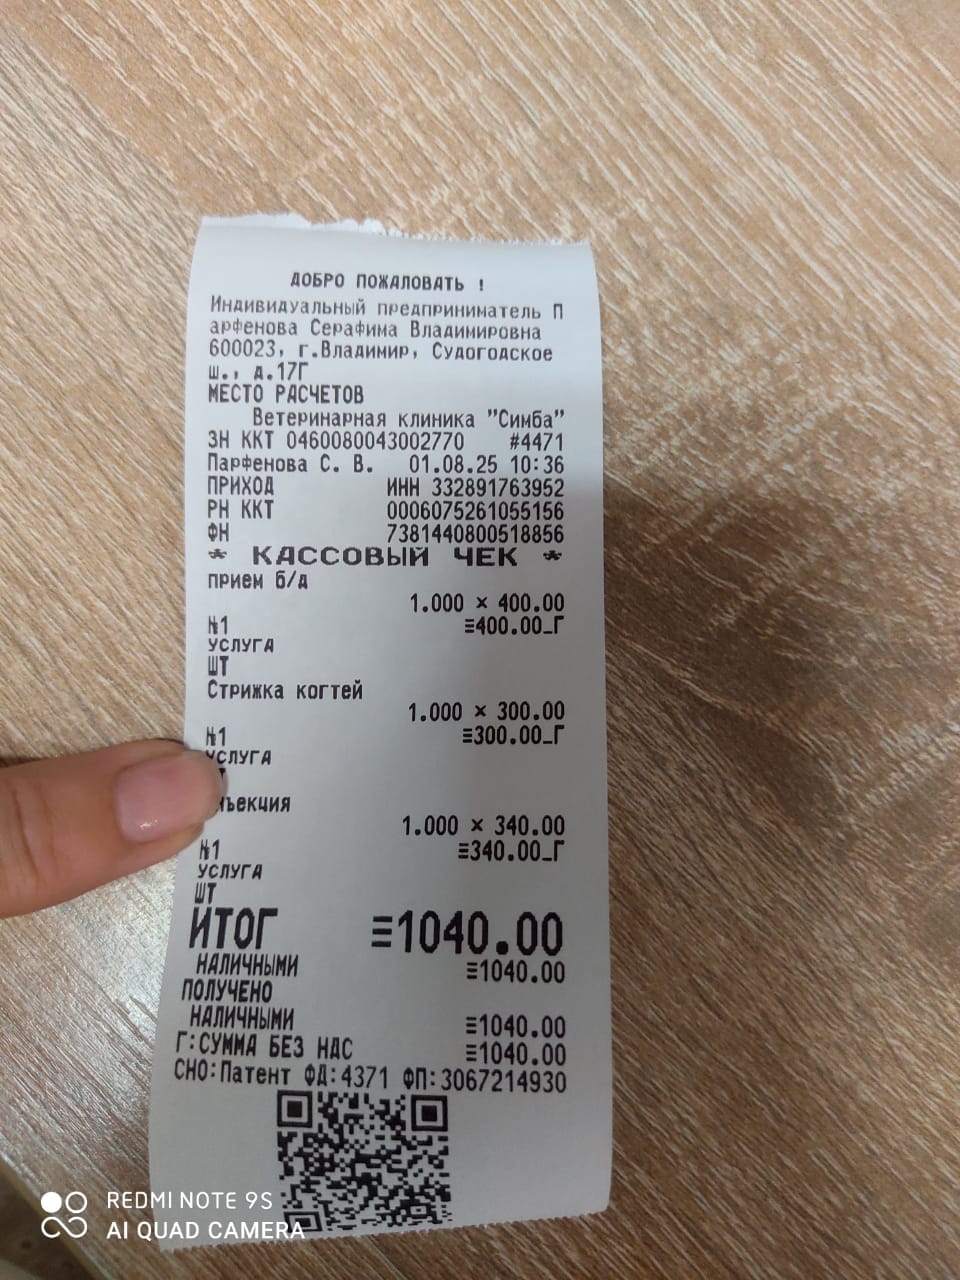 ДОБРО ПОЖАЛОВАТЬ !
Индивидуальный предприниматель П
арфенова Серафима Владимировна
600023, г.Владимир, Судогодское
ш., д.17Г
МЕСТО РАСЧЕТОВ
Ветеринарная клиника "Симба"
ЗН ККТ 0460080043002770 #4471
Парфенова С. В. 01.08.25 10:36
ПРИХОД ИНН 332891763952
РН ККТ 0006075261055156
ФН 7381440800518856
* КАССОВЫЙ ЧЕК *
прием б/д
1.000 × 400.00
№1 ≡400.00_Г
УСЛУГА
ШТ
Стрижка когтей
1.000 × 300.00
№1 ≡300.00_Г
УСЛУГА
нъекция
1.000 × 340.00
№1 ≡340.00_Г
УСЛУГА
ШТ
ИТОГ ≡1040.00
НАЛИЧНЫМИ ≡1040.00
ПОЛУЧЕНО
НАЛИЧНЫМИ ≡1040.00
Г:СУММА БЕЗ НДС ≡1040.00
СНО:Патент ФД:4371 ФП:3067214930
REDMI NOTE 9S
AI QUAD CAMERA